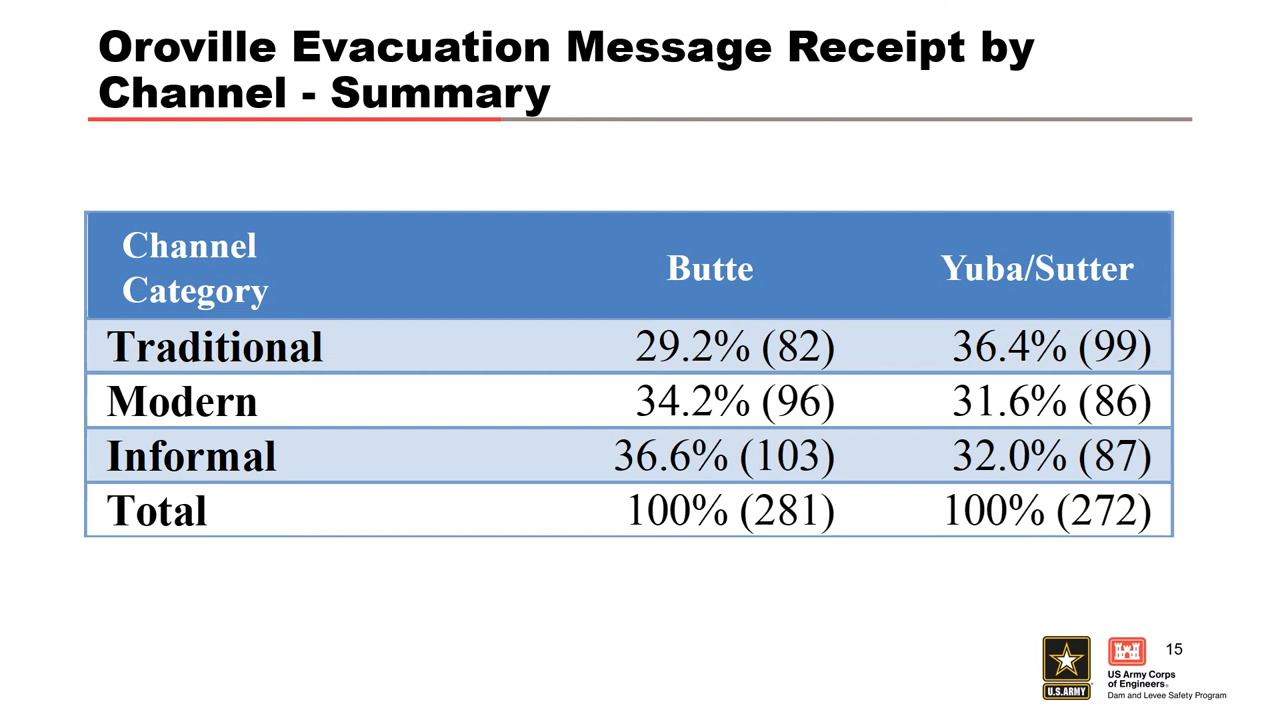 Oroville Evacuation Message Receipt by
Channel - Summary
Channel
Category
Butte
Yuba/Sutter
Traditional 29.2% (82) 36.4% (99)
Modern 34.2% (96) 31.6% (86)
Informal 36.6% (103) 32.0% (87)
Total 100% (281) 100% (272)
U.S.ARMY
US Army Corps
of Engineers®
Dam and Levee Safety Program
15